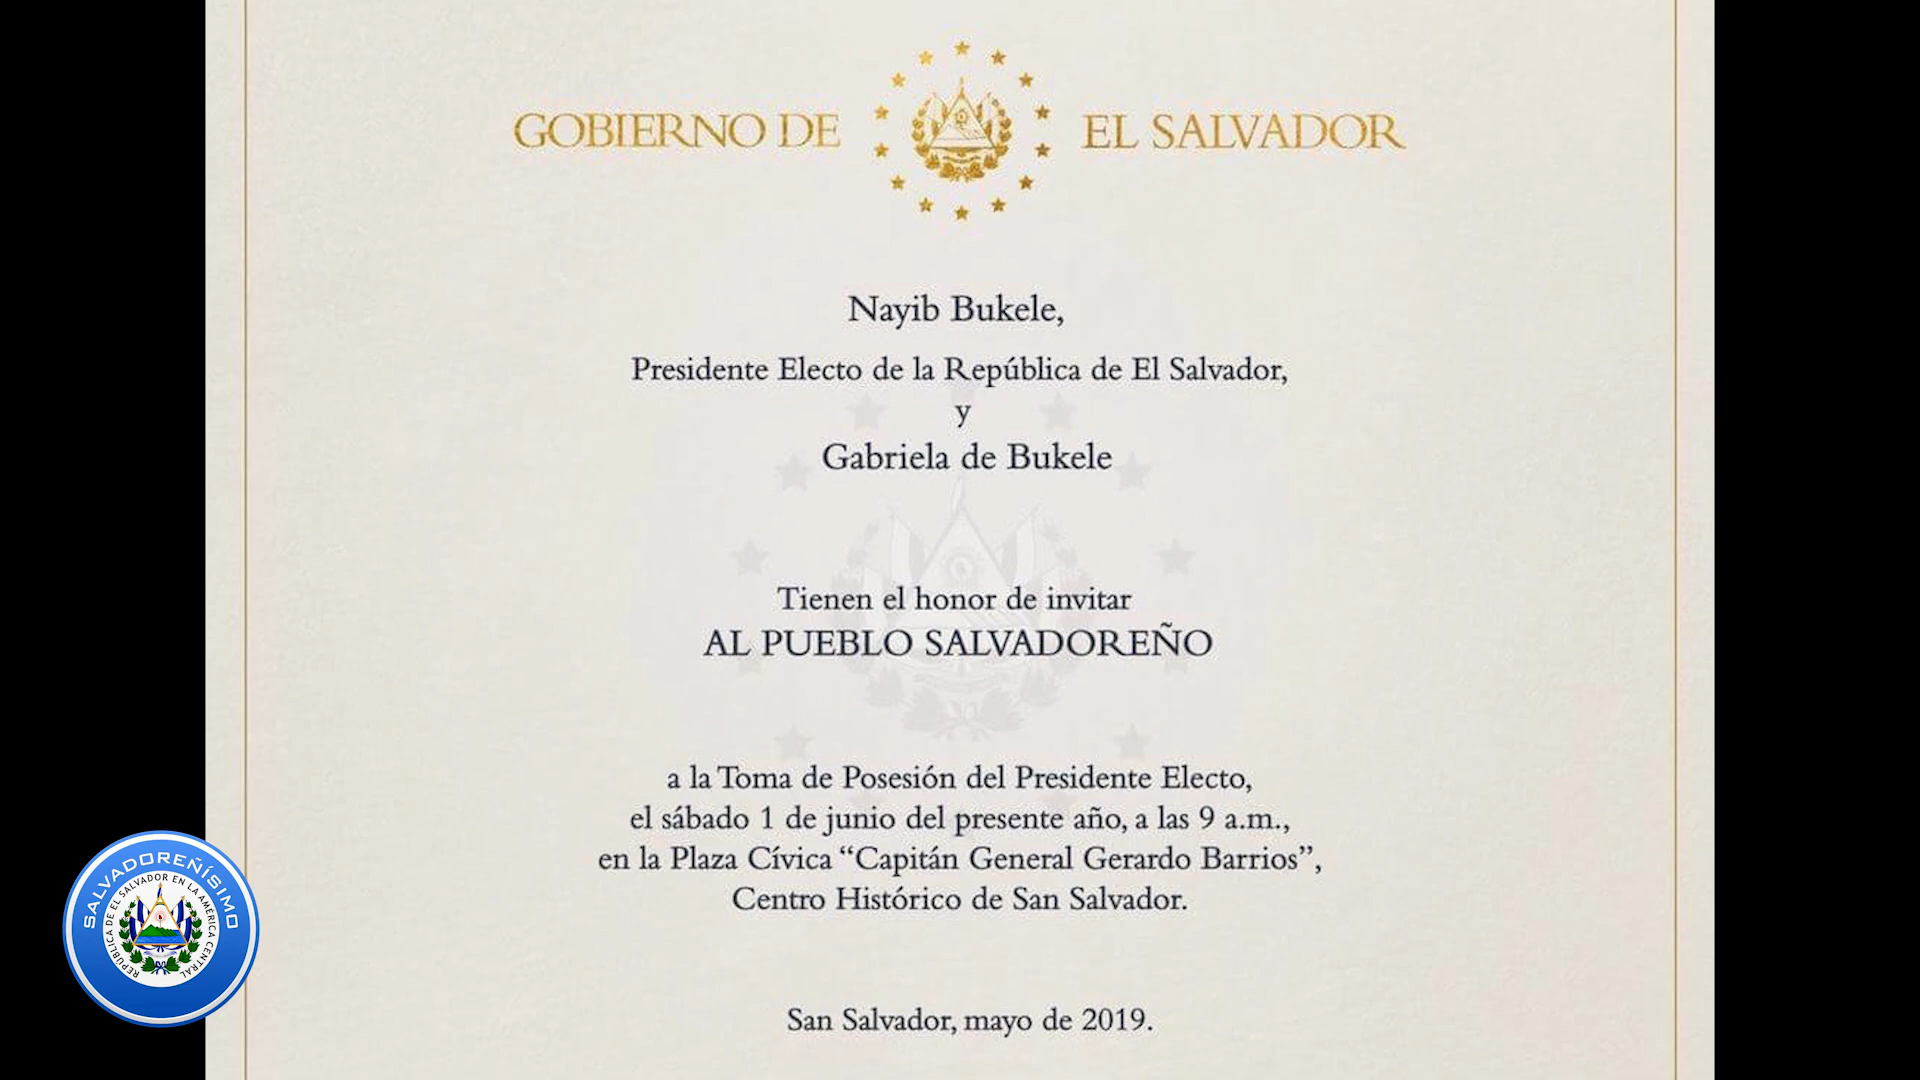 GOBIERNO DE EL SALVADOR
Nayib Bukele,
Presidente Electo de la República de El Salvador,
y
Gabriela de Bukele
Tienen el honor de invitar
AL PUEBLO SALVADOREÑO
a la Toma de Posesión del Presidente Electo,
el sábado 1 de junio del presente año, a las 9 a.m.,
en la Plaza Cívica “Capitán General Gerardo Barrios”,
Centro Histórico de San Salvador.
San Salvador, mayo de 2019.
SALVADOREÑÍSIMO
REPÚBLICA DE EL SALVADOR EN LA AMÉRICA CENTRAL